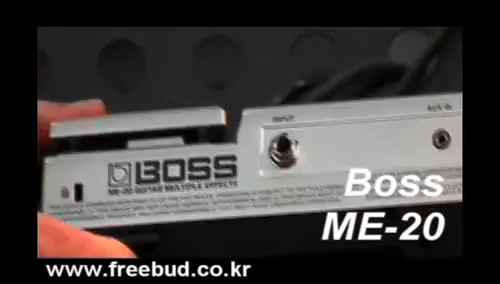 INPUT
AUX IN
BOSS
ME-20 GUITAR MULTIPLE EFFECTS
Boss
ME-20
www.freebud.co.kr